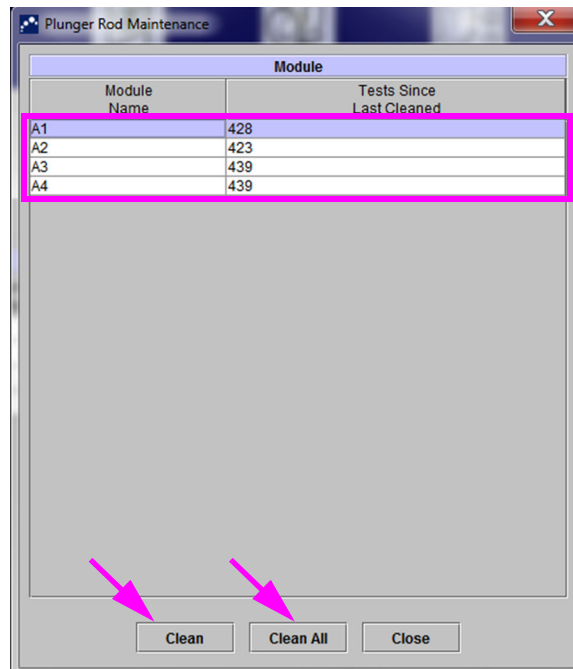 Plunger Rod Maintenance
Module
Module Name Tests Since Last Cleaned
A1 428
A2 423
A3 439
A4 439
Clean Clean All Close